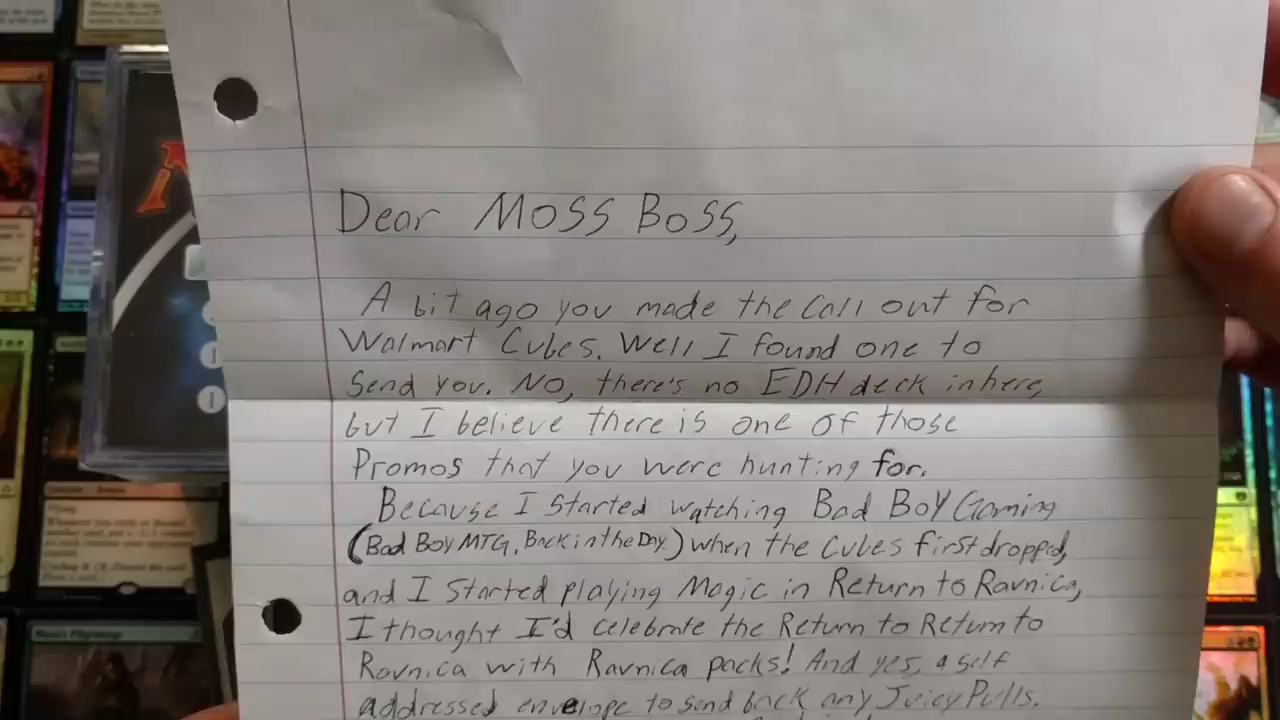 Dear Moss Boss,
A bit ago you made the call out for
Walmart Cubes. Well I found one to
Send you. No, there's no EDH deck in here,
but I believe there is one of those
Promos that you were hunting for.
Because I Started watching Bad Boy Gaming
(Bad Boy MTG, Back in the Day.) when the Cubes first dropped,
and I Started playing Magic in Return to Ravnica,
I thought I'd celebrate the Return to Return to
Ravnica with Ravnica packs! And yes, a self
addressed envelope to send back any Juicy Pulls.